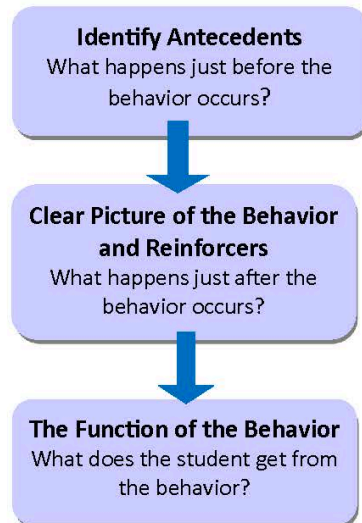 Identify Antecedents
What happens just before the
behavior occurs?
Clear Picture of the Behavior
and Reinforcers
What happens just after the
behavior occurs?
The Function of the Behavior
What does the student get from
the behavior?